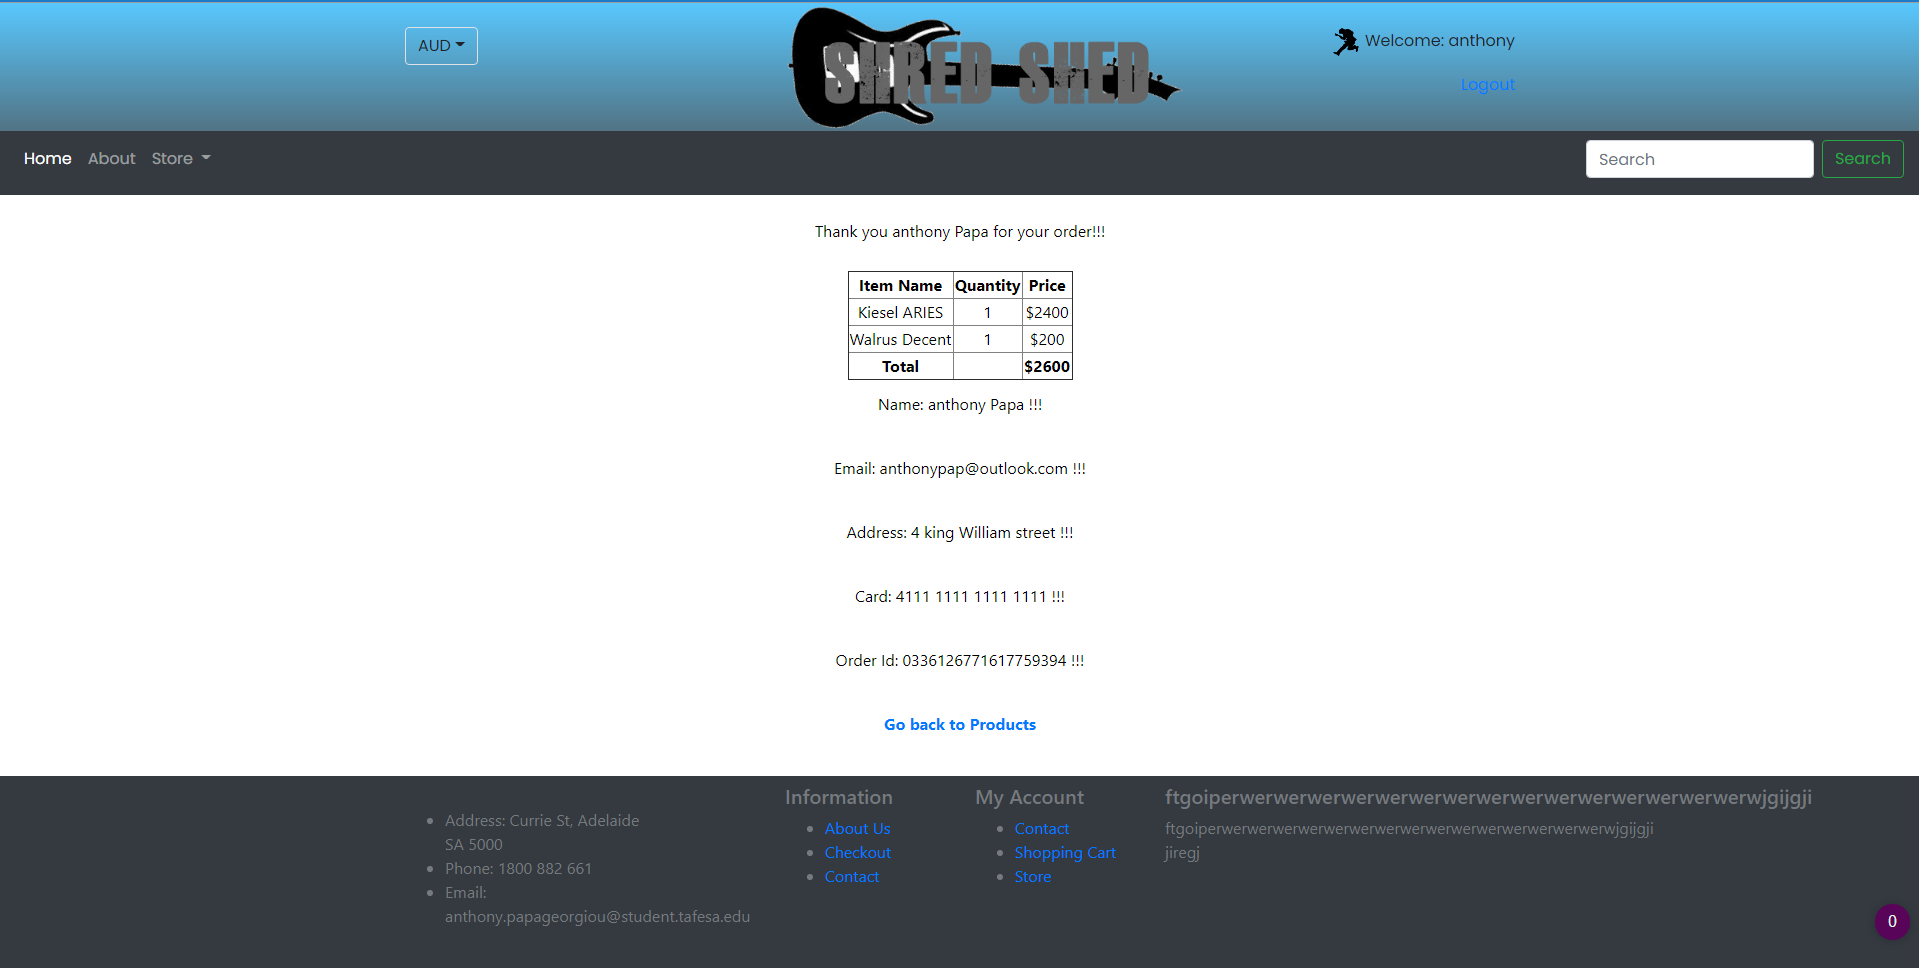 AUD
SHRED SHED
Welcome: anthony
Logout
Home About Store
Search Search
Thank you anthony Papa for your order!!!
Item Name Quantity Price
Kiesel ARIES 1 $2400
Walrus Decent 1 $200
Total $2600
Name: anthony Papa !!!
Email: anthonypap@outlook.com !!!
Address: 4 king William street !!!
Card: 4111 1111 1111 1111 !!!
Order Id: 0336126771617759394 !!!
Go back to Products
Address: Currie St, Adelaide
SA 5000
Phone: 1800 882 661
Email:
anthony.papageorgiou@student.tafesa.edu
Information
About Us
Checkout
Contact
My Account
Contact
Shopping Cart
Store
ftgoiperwerwerwerwerwerwerwerwerwerwerwerwerwerwerwerwjgijgji
ftgoiperwerwerwerwerwerwerwerwerwerwerwerwerwerwerwerwjgijgji
jiregj
0